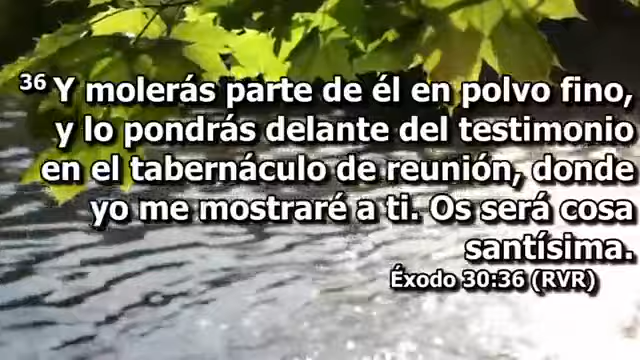 36 Y molerás parte de él en polvo fino,
y lo pondrás delante del testimonio
en el tabernáculo de reunión, donde
yo me mostraré a ti. Os será cosa
santísima.
Éxodo 30:36 (RVR)